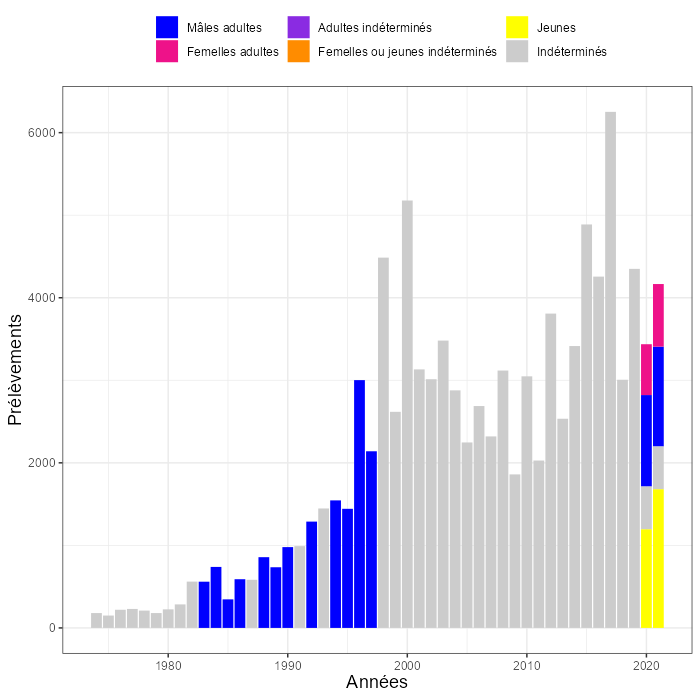 Mâles adultes Adultes indéterminés Jeunes
Femelles adultes Femelles ou jeunes indéterminés Indéterminés
6000
4000
2000
0
Prélèvements
1980 1990 2000 2010 2020
Années